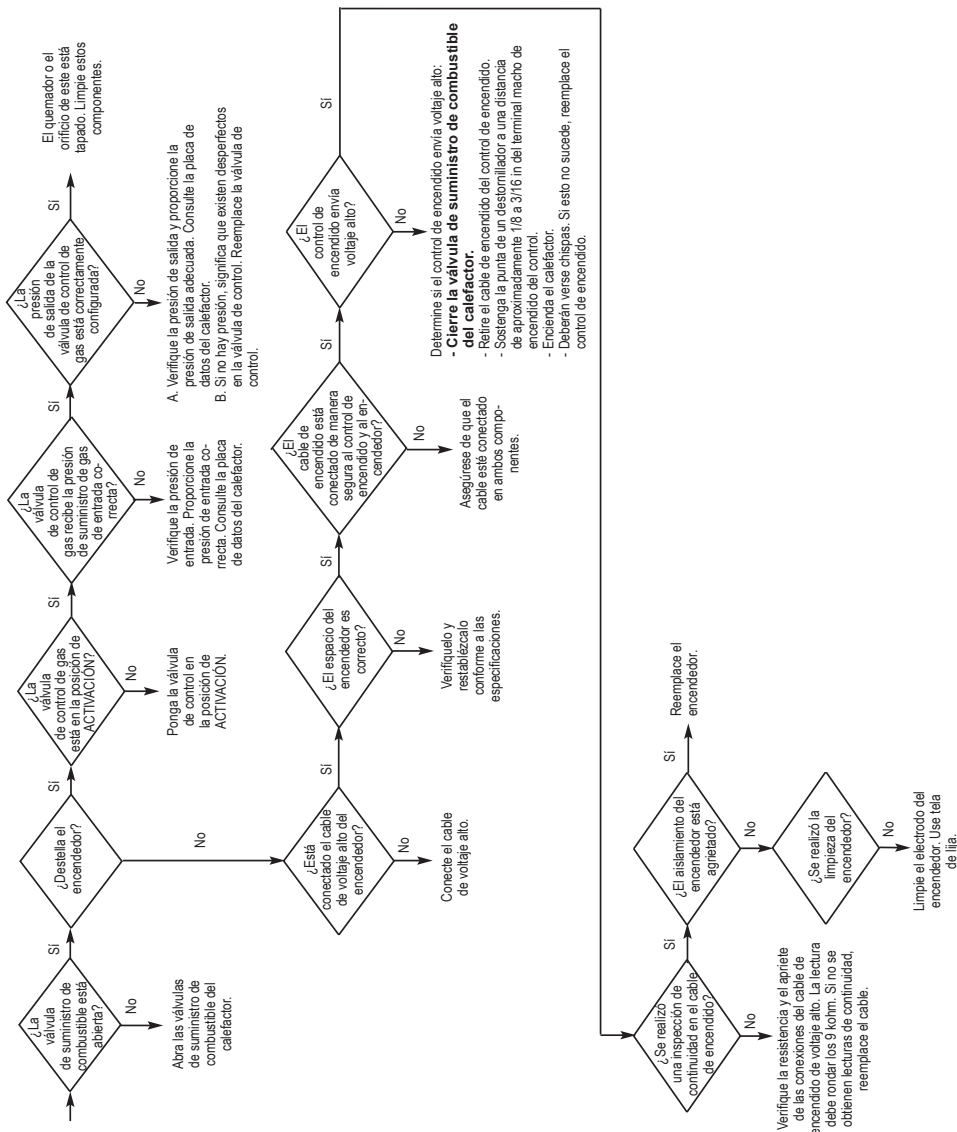 ¿La
válvula
de suministro de
combustible está
abierta?
Sí
No
Abra las válvulas
de suministro de
combustible del
calefactor.
¿Destella el
encendedor?
Sí
No
¿La
válvula
de control de gas
está en la posición de
ACTIVACIÓN?
Sí
No
Ponga la válvula
de control en
la posición de
ACTIVACIÓN.
¿La
válvula
de control de
gas recibe la presión
de suministro de gas
de entrada co-
rrecta?
Sí
No
Verifique la presión de
entrada. Proporcione la
presión de entrada co-
rrecta. Consulte la placa
de datos del calefactor.
¿La
presión
de salida de la
válvula de control de
gas está correctamente
configurada?
Sí
No
El quemador o el
orificio de este está
tapado. Limpie estos
componentes.
A. Verifique la presión de salida y proporcione la
presión de salida adecuada. Consulte la placa de
datos del calefactor.
B. Si no hay presión, significa que existen desperfectos
en la válvula de control. Reemplace la válvula de
control.
¿Está
conectado el cable
de voltaje alto del
encendedor?
Sí
No
Conecte el cable
de voltaje alto.
¿El espacio del
encendedor es
correcto?
Sí
No
Verifíquelo y
restablézcalo
conforme a las
especificaciones.
¿El
cable de
encendido está
conectado de manera
segura al control de
encendido y al en-
cendedor?
Sí
No
Asegúrese de que el
cable esté conectado
en ambos compo-
nentes.
¿El
control de
encendido envía
voltaje alto?
Sí
No
Determine si el control de encendido envía voltaje alto:
- Cierre la válvula de suministro de combustible
del calefactor.
- Retire el cable de encendido del control de encendido.
- Sostenga la punta de un destornillador a una distancia
de aproximadamente 1/8 a 3/16 in del terminal macho de
encendido del control.
- Encienda el calefactor.
- Deberán verse chispas. Si esto no sucede, reemplace el
control de encendido.
¿Se realizó
una inspección de
continuidad en el cable
de encendido?
Sí
No
Verifique la resistencia y el apriete
de las conexiones del cable de
encendido de voltaje alto. La lectura
debe rondar los 9 kohm. Si no se
obtienen lecturas de continuidad,
reemplace el cable.
¿El aislamiento del
encendedor está
agrietado?
Sí
No
Reemplace el
encendedor.
¿Se realizó la
limpieza del
encendedor?
No
Limpie el electrodo del
encendedor. Use tela
de lija.